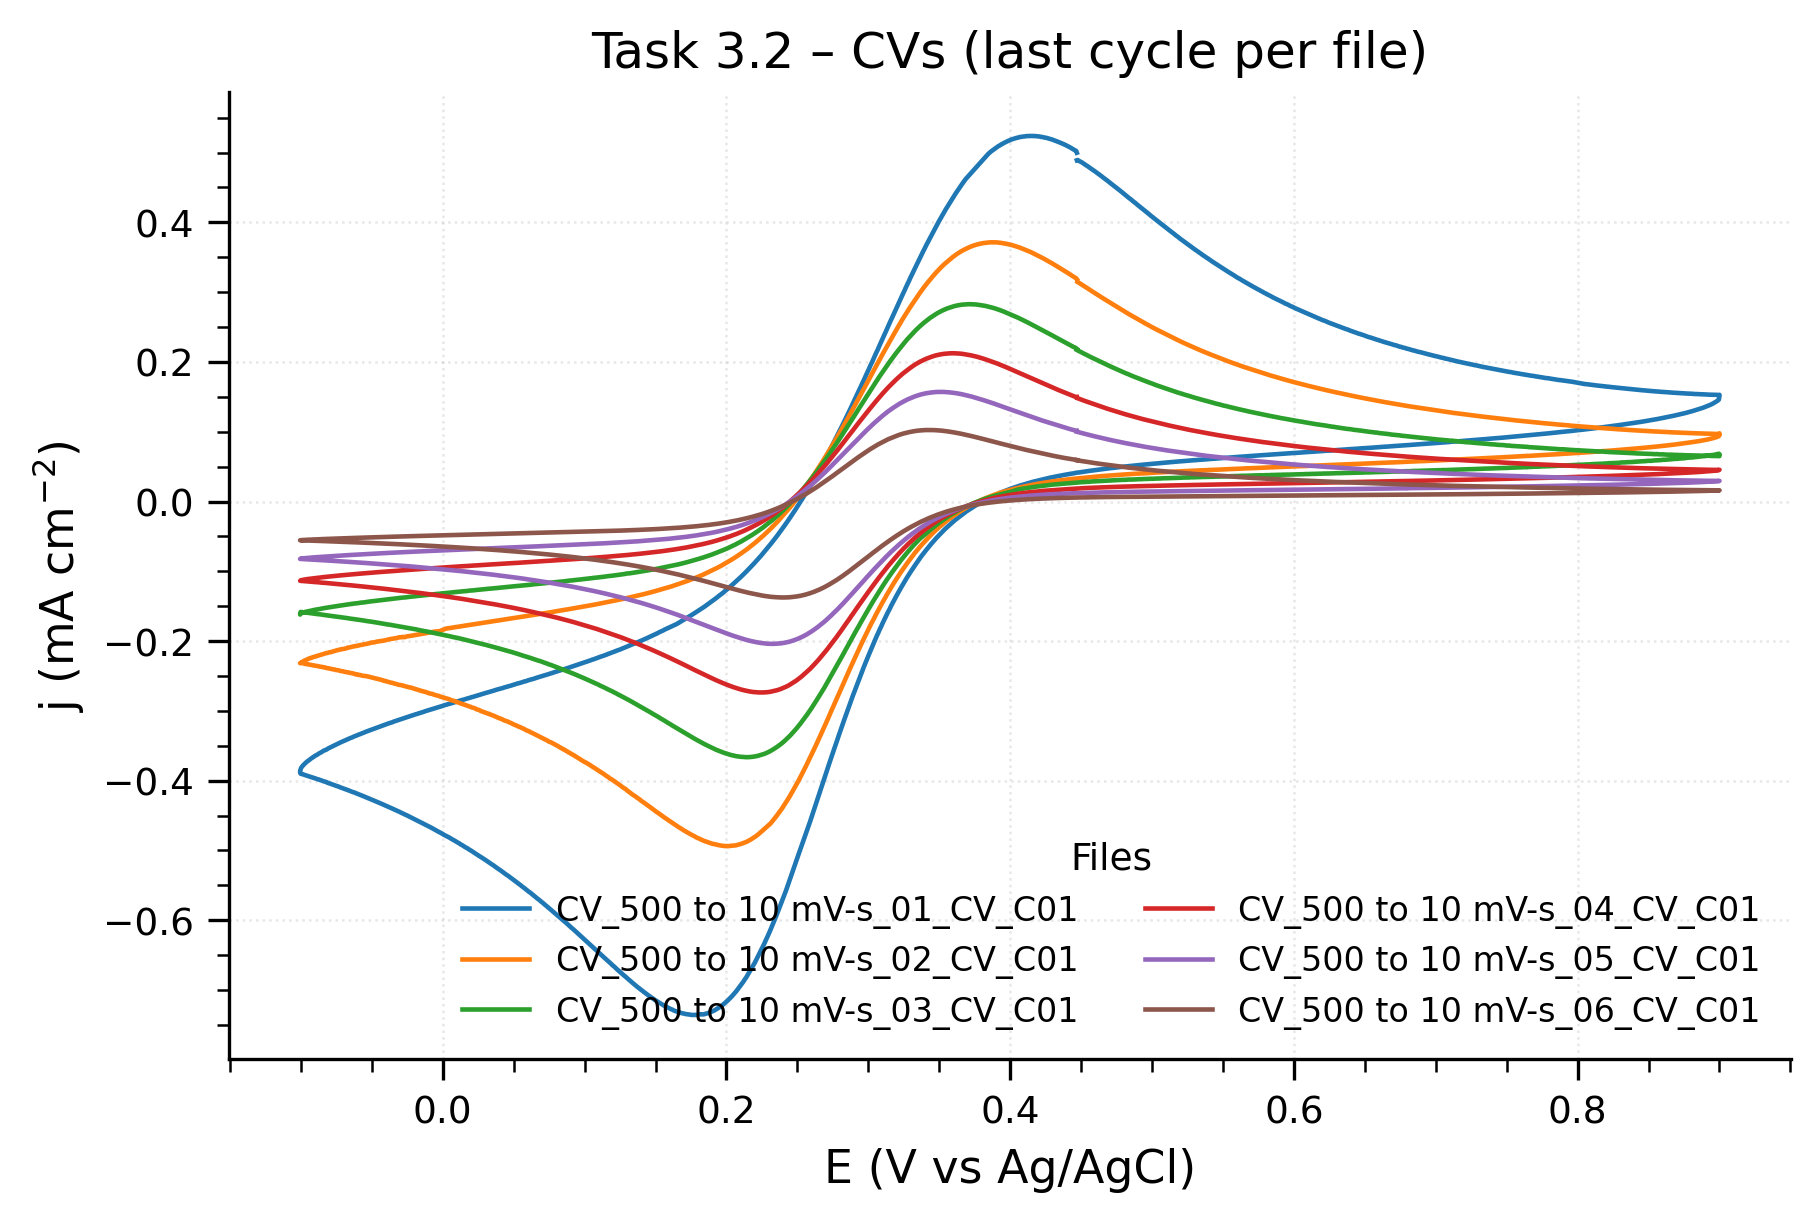 Task 3.2 – CVs (last cycle per file)
j (mA cm⁻²)
0.4
0.2
0.0
−0.2
−0.4
−0.6
0.0 0.2 0.4 0.6 0.8
E (V vs Ag/AgCl)
Files
CV_500 to 10 mV-s_01_CV_C01
CV_500 to 10 mV-s_02_CV_C01
CV_500 to 10 mV-s_03_CV_C01
CV_500 to 10 mV-s_04_CV_C01
CV_500 to 10 mV-s_05_CV_C01
CV_500 to 10 mV-s_06_CV_C01